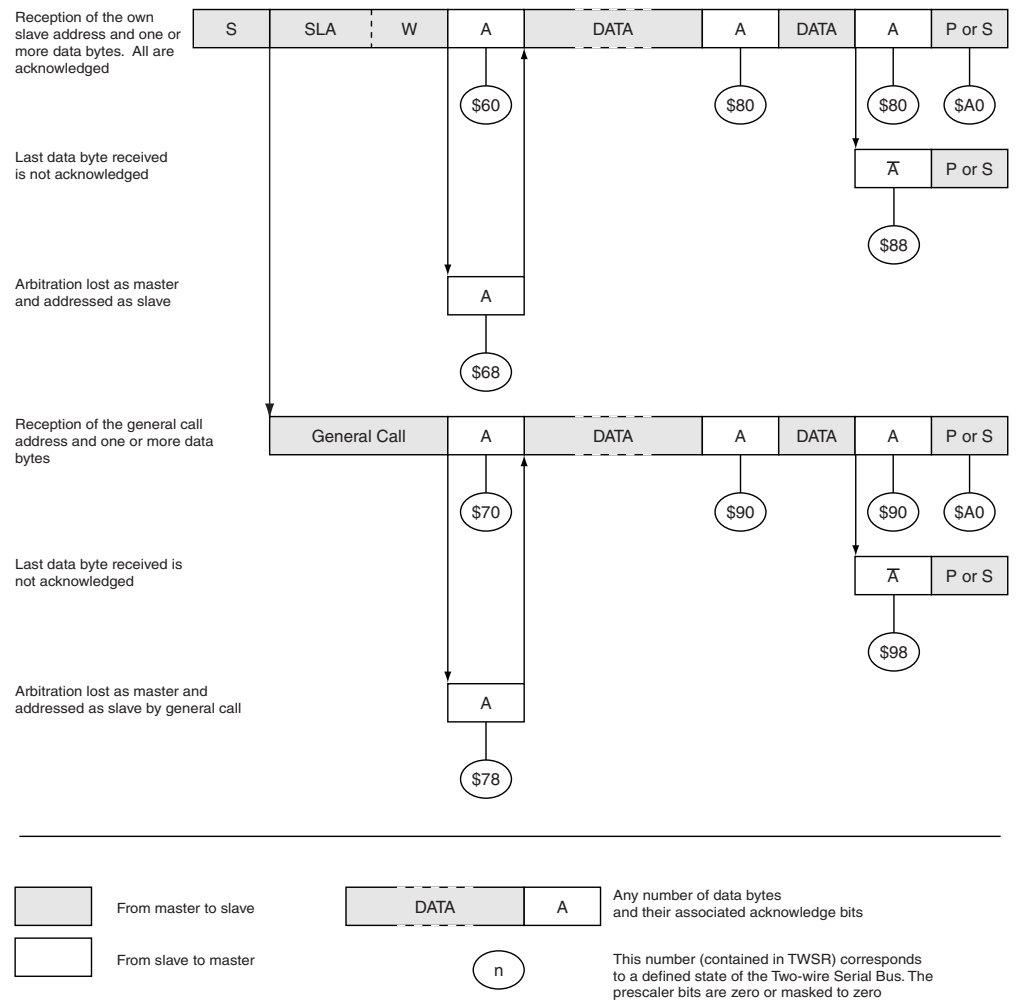 Reception of the own
slave address and one or
more data bytes. All are
acknowledged
S SLA W A DATA A DATA A P or S
$60 $80 $80 $A0
Last data byte received
is not acknowledged
A̅ P or S
$88
Arbitration lost as master
and addressed as slave
A
$68
Reception of the general call
address and one or more data
bytes
General Call A DATA A DATA A P or S
$70 $90 $90 $A0
Last data byte received is
not acknowledged
A̅ P or S
$98
Arbitration lost as master and
addressed as slave by general call
A
$78
From master to slave
DATA A
Any number of data bytes
and their associated acknowledge bits
From slave to master
n
This number (contained in TWSR) corresponds
to a defined state of the Two-wire Serial Bus. The
prescaler bits are zero or masked to zero